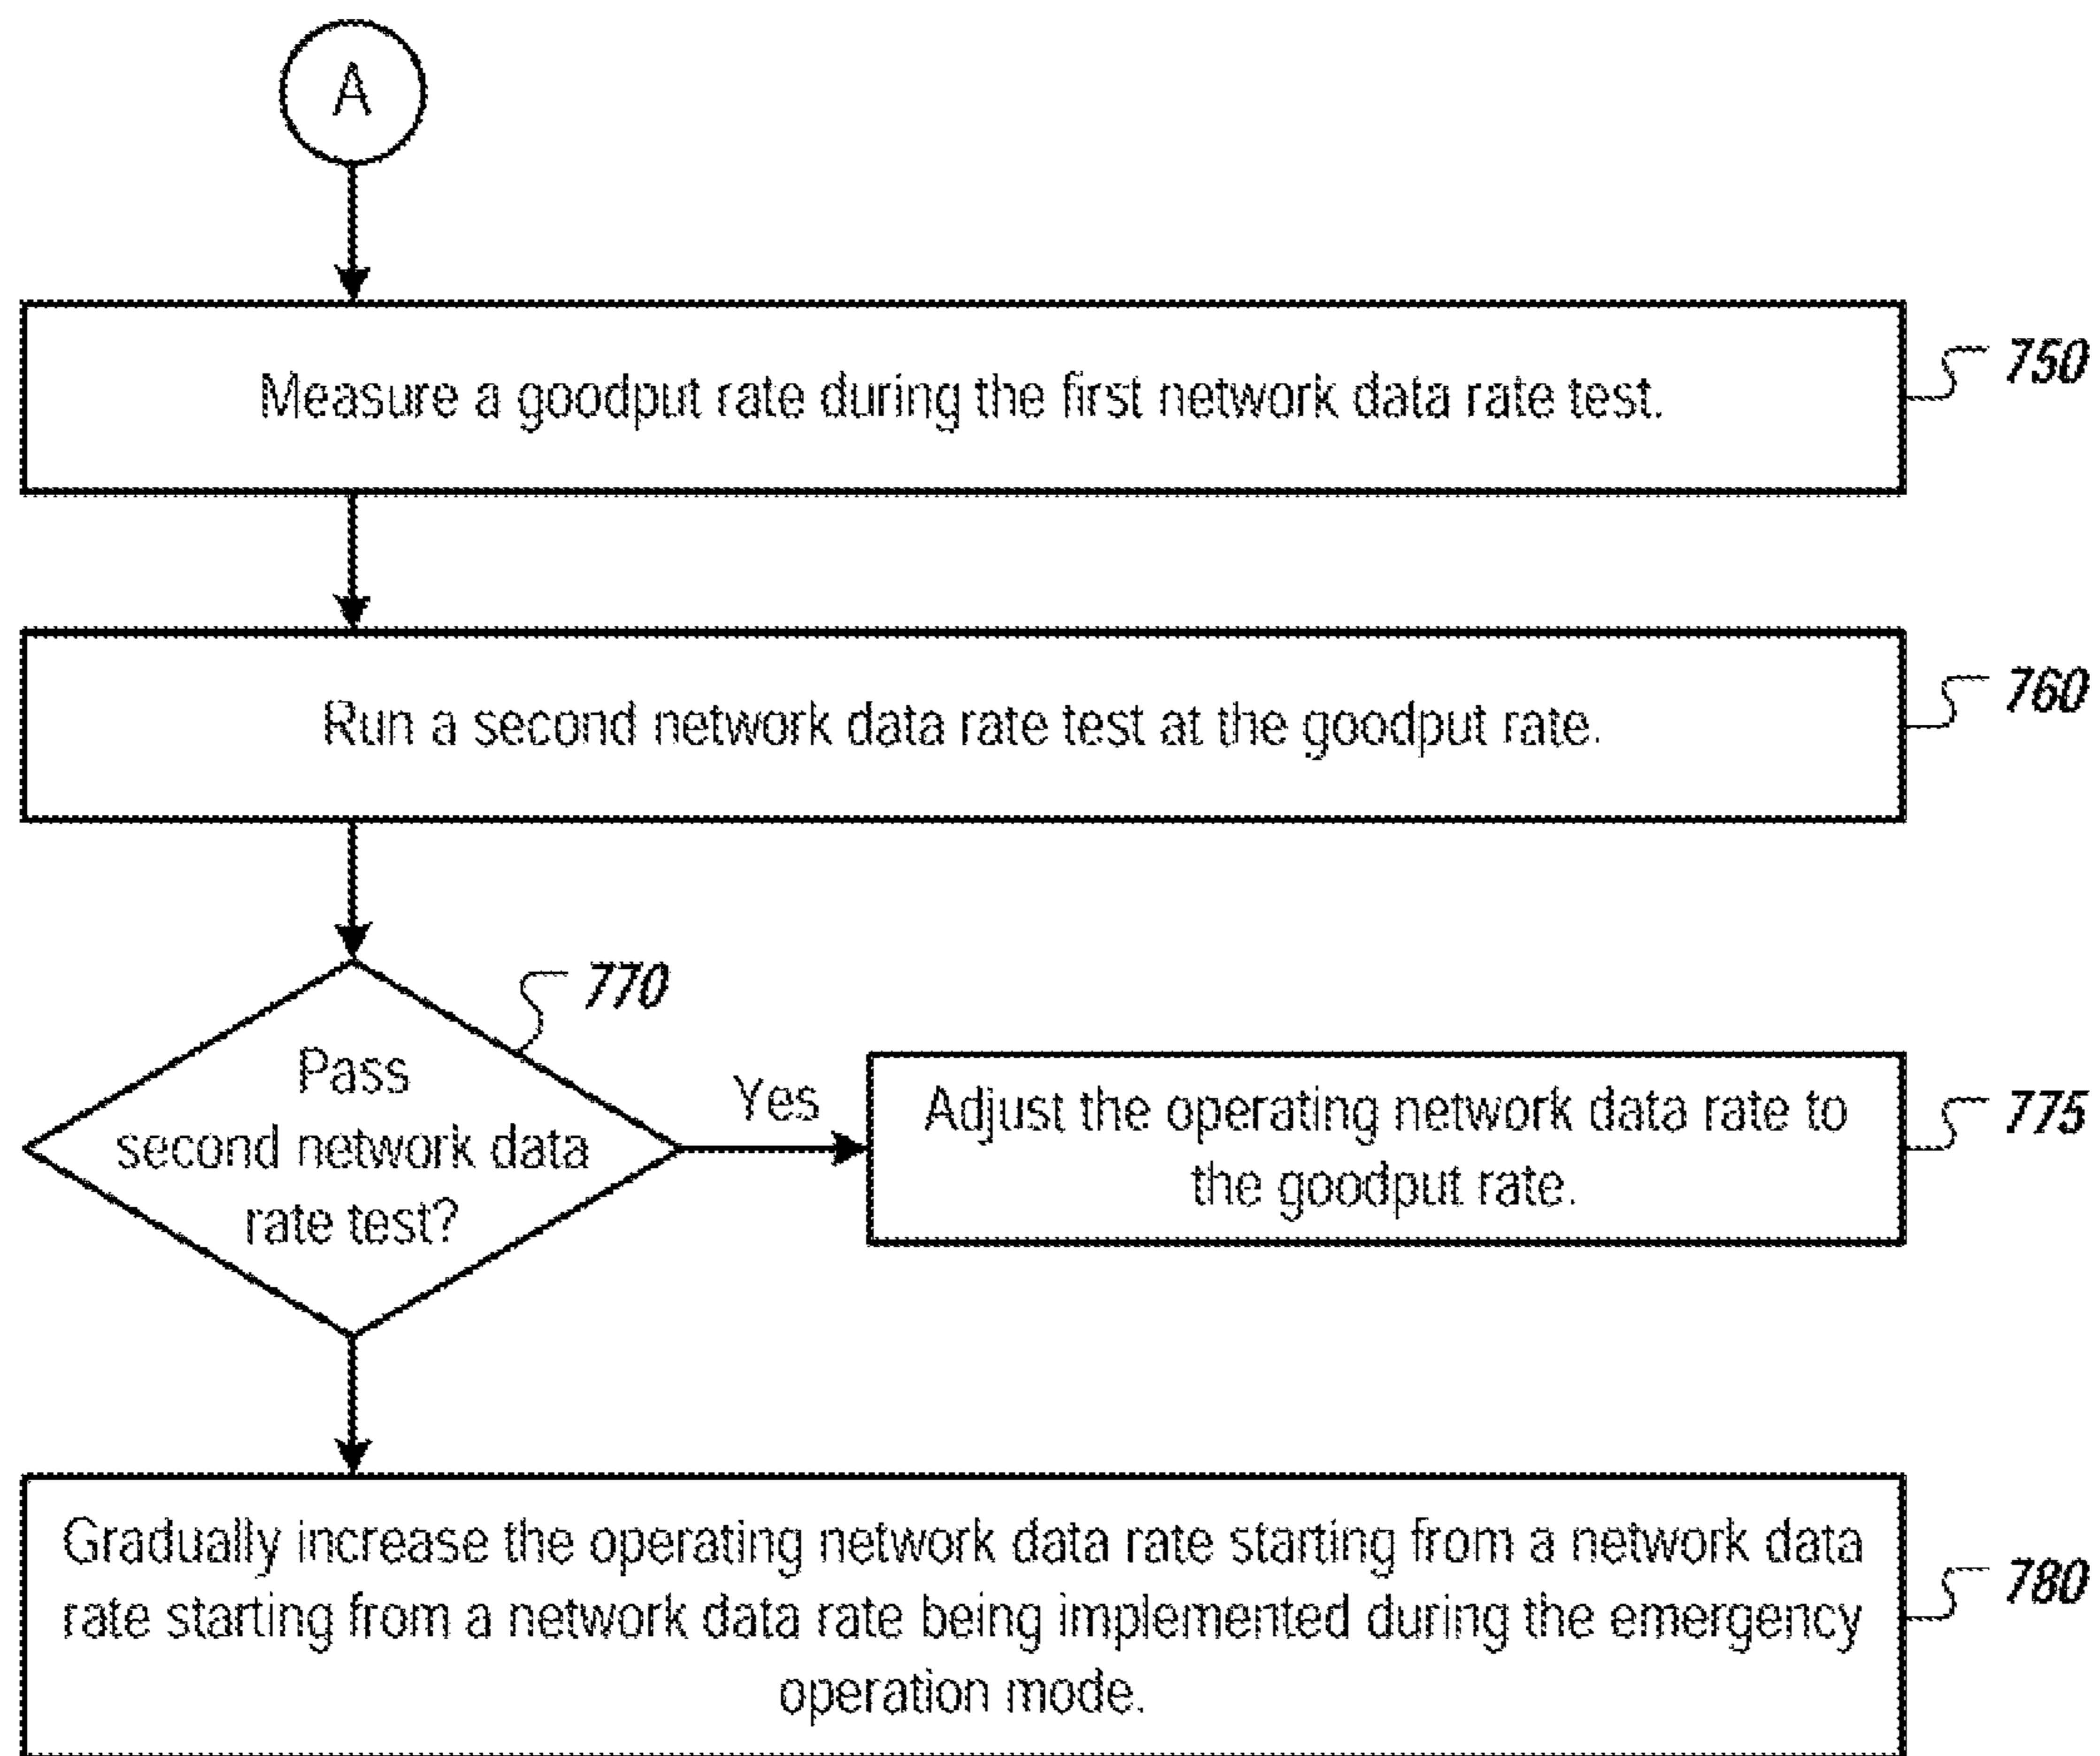 A
Measure a goodput rate during the first network data rate test.
750
Run a second network data rate test at the goodput rate.
760
770
Pass
second network data
rate test?
Yes
Adjust the operating network data rate to
the goodput rate.
775
Gradually increase the operating network data rate starting from a network data
rate starting from a network data rate being implemented during the emergency
operation mode.
780